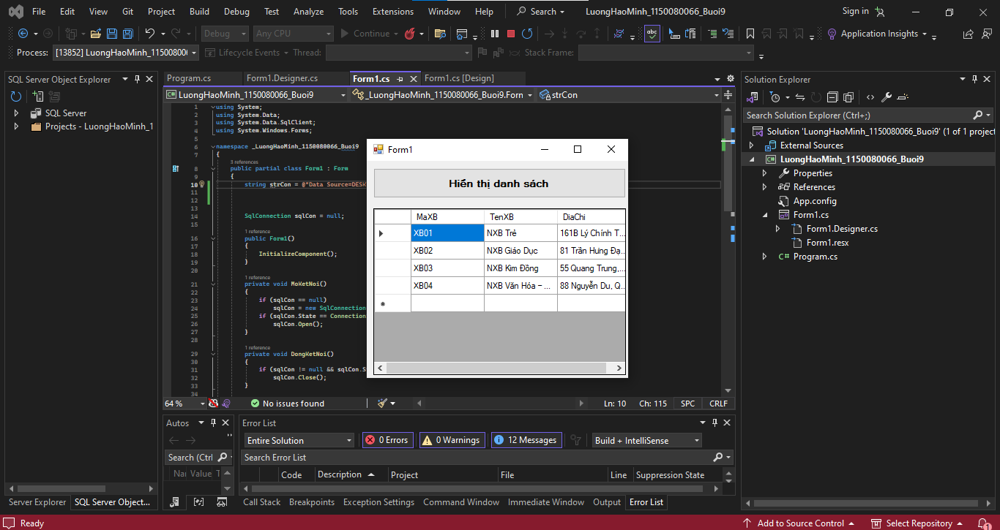 File Edit View Git Project Build Debug Test Analyze Tools Extensions Window Help Search LuongHaoMinh_1150080066_Buoi9 Sign in
Debug Any CPU Continue Application Insights
Process: [13852] LuongHaoMinh_11500800 Lifecycle Events Thread: Stack Frame:
SQL Server Object Explorer
SQL Server
Projects - LuongHaoMinh_1
Server Explorer SQL Server Object...
Program.cs Form1.Designer.cs Form1.cs Form1.cs [Design]
LuongHaoMinh_1150080066_Buoi9 _LuongHaoMinh_1150080066_Buoi9.Forn strCon
1 using System;
2 using System.Data;
3 using System.Data.SqlClient;
4 using System.Windows.Forms;
5
6 namespace _LuongHaoMinh_1150080066_Buoi9
7 {
3 references
8 public partial class Form1 : Form
9 {
10 string strCon = @"Data Source=DESK
11
12
13
14 SqlConnection sqlCon = null;
15
1 reference
16 public Form1()
17 {
18 InitializeComponent();
19 }
20
1 reference
21 private void MoKetNoi()
22 {
23 if (sqlCon == null)
24 sqlCon = new SqlConnection
25 if (sqlCon.State == Connection
26 sqlCon.Open();
27 }
28
1 reference
29 private void DongKetNoi()
30 {
31 if (sqlCon != null && sqlCon.S
32 sqlCon.Close();
33 }
34
64 % No issues found Ln: 10 Ch: 115 SPC CRLF
Form1
Hiển thị danh sách
MaXB TenXB DiaChi
XB01 NXB Trẻ 161B Lý Chính T...
XB02 NXB Giáo Dục 81 Trần Hưng Đạ...
XB03 NXB Kim Đồng 55 Quang Trung,...
XB04 NXB Văn Hóa – ... 88 Nguyễn Du, Q...
Autos
Search (Ctrl
Nai Value T
Error List
Entire Solution 0 Errors 0 Warnings 12 Messages Build + IntelliSense
Search Error List
Code Description Project File Line Suppression State
Call Stack Breakpoints Exception Settings Command Window Immediate Window Output Error List
Solution Explorer
Search Solution Explorer (Ctrl+;)
Solution 'LuongHaoMinh_1150080066_Buoi9' (1 of 1 project
External Sources
LuongHaoMinh_1150080066_Buoi9
Properties
References
App.config
Form1.cs
Form1.Designer.cs
Form1.resx
C# Program.cs
Ready Add to Source Control Select Repository 1